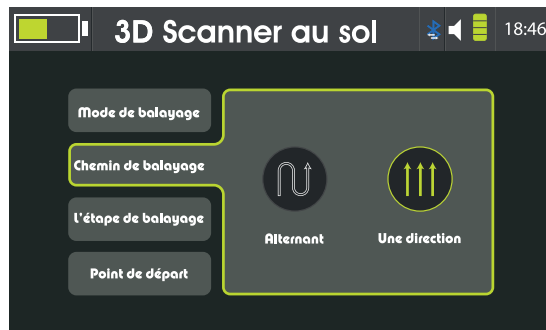 3D Scanner au sol
18:46
Mode de balayage
Chemin de balayage
L'étape de balayage
Point de départ
Alternant
Une direction